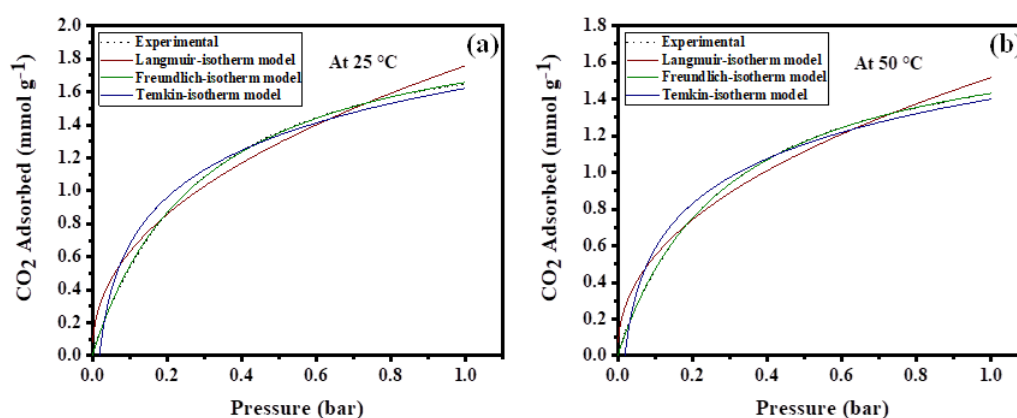 2.0
1.8
1.6
1.4
1.2
1.0
0.8
0.6
0.4
0.2
0.0
CO2 Adsorbed (mmol g–1)
Experimental
Langmuir-isotherm model
Freundlich-isotherm model
Temkin-isotherm model
At 25 °C
(a)
0.0 0.2 0.4 0.6 0.8 1.0
Pressure (bar)
1.8
1.6
1.4
1.2
1.0
0.8
0.6
0.4
0.2
0.0
CO2 Adsorbed (mmol g–1)
Experimental
Langmuir-isotherm model
Freundlich-isotherm model
Temkin-isotherm model
At 50 °C
(b)
0.0 0.2 0.4 0.6 0.8 1.0
Pressure (bar)